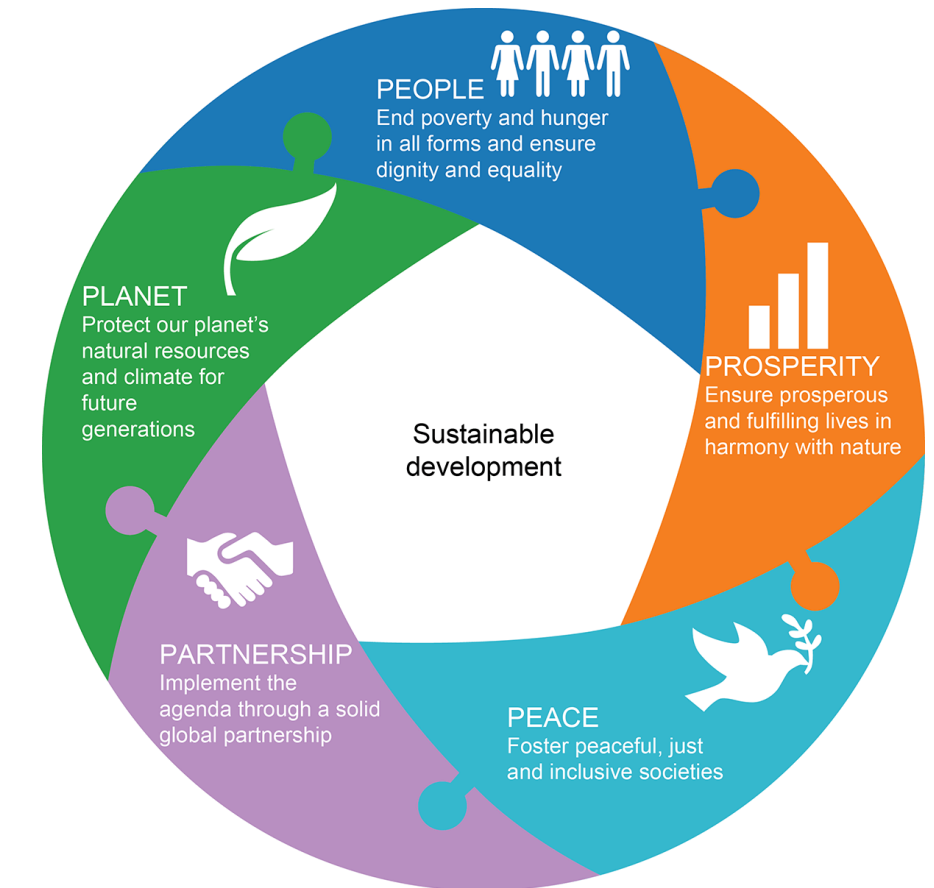 PEOPLE
End poverty and hunger
in all forms and ensure
dignity and equality
PROSPERITY
Ensure prosperous
and fulfilling lives in
harmony with nature
PEACE
Foster peaceful, just
and inclusive societies
PARTNERSHIP
Implement the
agenda through a solid
global partnership
PLANET
Protect our planet’s
natural resources
and climate for
future
generations
Sustainable
development